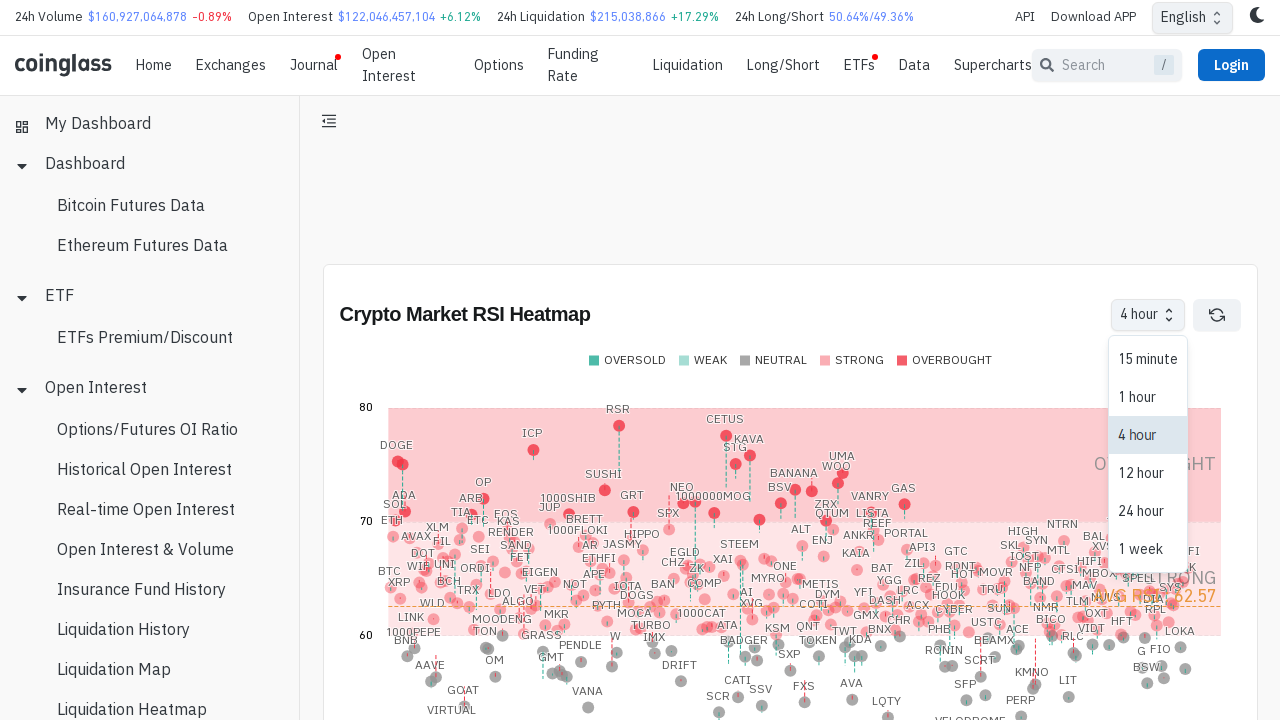 24h Volume $160,927,064,878 -0.89% Open Interest $122,046,457,104 +6.12% 24h Liquidation $215,038,866 +17.29% 24h Long/Short 50.64%/49.36% API Download APP English
coinglass Home Exchanges Journal Open Interest Options Funding Rate Liquidation Long/Short ETFs Data Supercharts Search / Login
My Dashboard
Dashboard
Bitcoin Futures Data
Ethereum Futures Data
ETF
ETFs Premium/Discount
Open Interest
Options/Futures OI Ratio
Historical Open Interest
Real-time Open Interest
Open Interest & Volume
Insurance Fund History
Liquidation History
Liquidation Map
Liquidation Heatmap
Crypto Market RSI Heatmap
4 hour
15 minute
1 hour
4 hour
12 hour
24 hour
1 week
OVERSOLD WEAK NEUTRAL STRONG OVERBOUGHT
80
RSR
CETUS
ICP
KAVA
DOGE
STG
UMA
WOO
SUSHI
BANANA
OP
NEO
BSV
GAS
ADA
ARB
1000SHIB
GRT
1000000MOG
VANRY
SOL
JUP
ZRX
TIA
EOS
SPX
QTUM
LISTA
70
ETH
ETC
KAS
BRETT
REEF
NTRN
XLM
RENDER
1000FLOKI
HIPPO
ALT
ANKR
PORTAL
HIGH
BAL
AVAX
FIL
SAND
AR
JASMY
STEEM
ENJ
API3
SKL
SYN
SEI
EGLD
KAIA
GTC
MTL
DOT
FET
ETHFI
CHZ
XAI
ZIL
IOST
HIFI
BTC
WIF
UNI
ORDI
EIGEN
APE
ZK
ONE
BAT
RDNT
NFP
CTSI
MBOX
XRP
BCH
NOT
IOTA
BAN
COMP
MYRO
YGG
REZ
HOT
MOVR
BAND
SPELL
STRONG
TRX
LDO
VET
DOGS
AI
METIS
YFI
LRC
EDU
HOOK
TRU
MAV
SYS
WLD
ALGO
PYTH
XVG
DYM
DASH
ACX
CYBER
SUN
NMR
TLM
DIA
LINK
MOODENG
MKR
MOCA
1000CAT
COTI
GMX
CHR
USTC
BICO
OXT
RPL
60
1000PEPE
TON
GRASS
TURBO
ATA
KSM
QNT
TWT
BNX
PHB
ACE
VIDT
HFT
LOKA
BNB
PENDLE
W
IMX
BADGER
TOKEN
KDA
BEAMX
RLC
OM
GMT
SXP
RONIN
G
FIO
AAVE
DRIFT
SCRT
BSW
GOAT
VANA
CATI
SSV
FXS
AVA
SFP
KMNO
LIT
VIRTUAL
SCR
LQTY
PERP
VELODROME